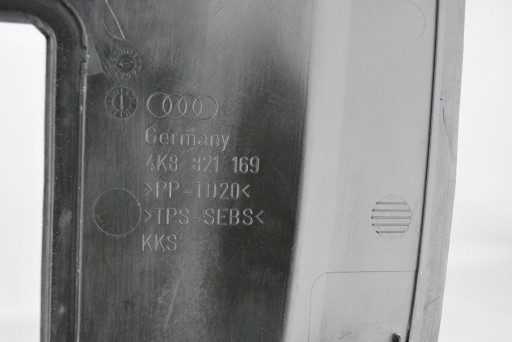 Germany
4K8 821 169
>PP-TD20<
>TPS-SEBS<
KKS